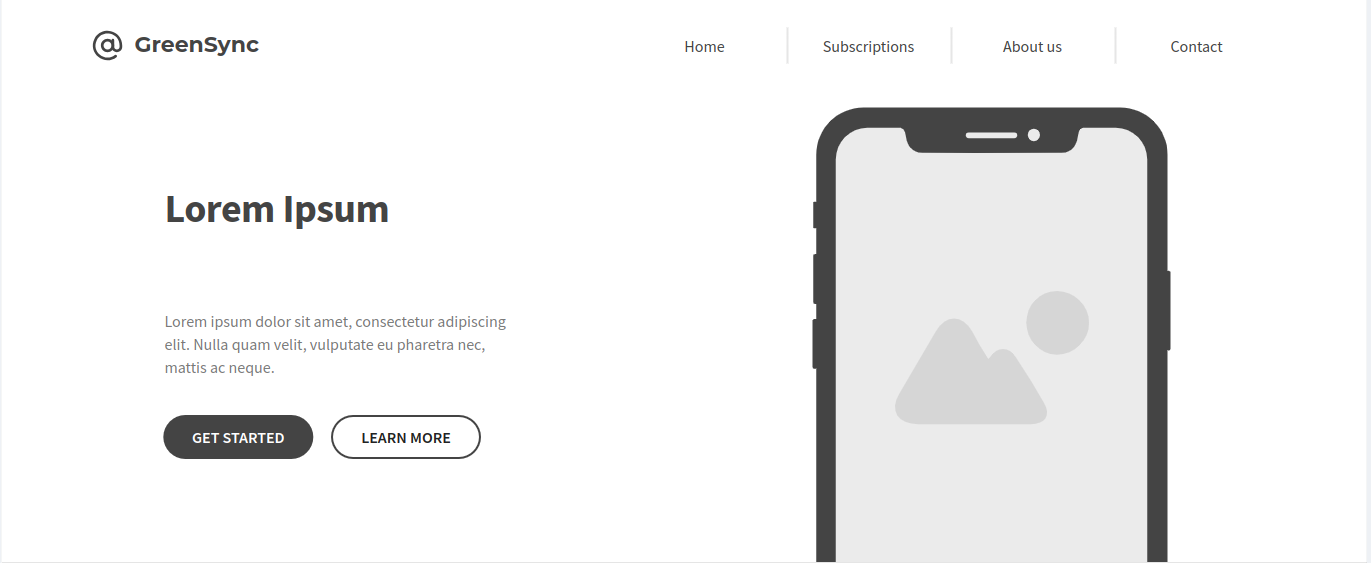 @ GreenSync
Home
Subscriptions
About us
Contact
Lorem Ipsum
Lorem ipsum dolor sit amet, consectetur adipiscing
elit. Nulla quam velit, vulputate eu pharetra nec,
mattis ac neque.
GET STARTED
LEARN MORE